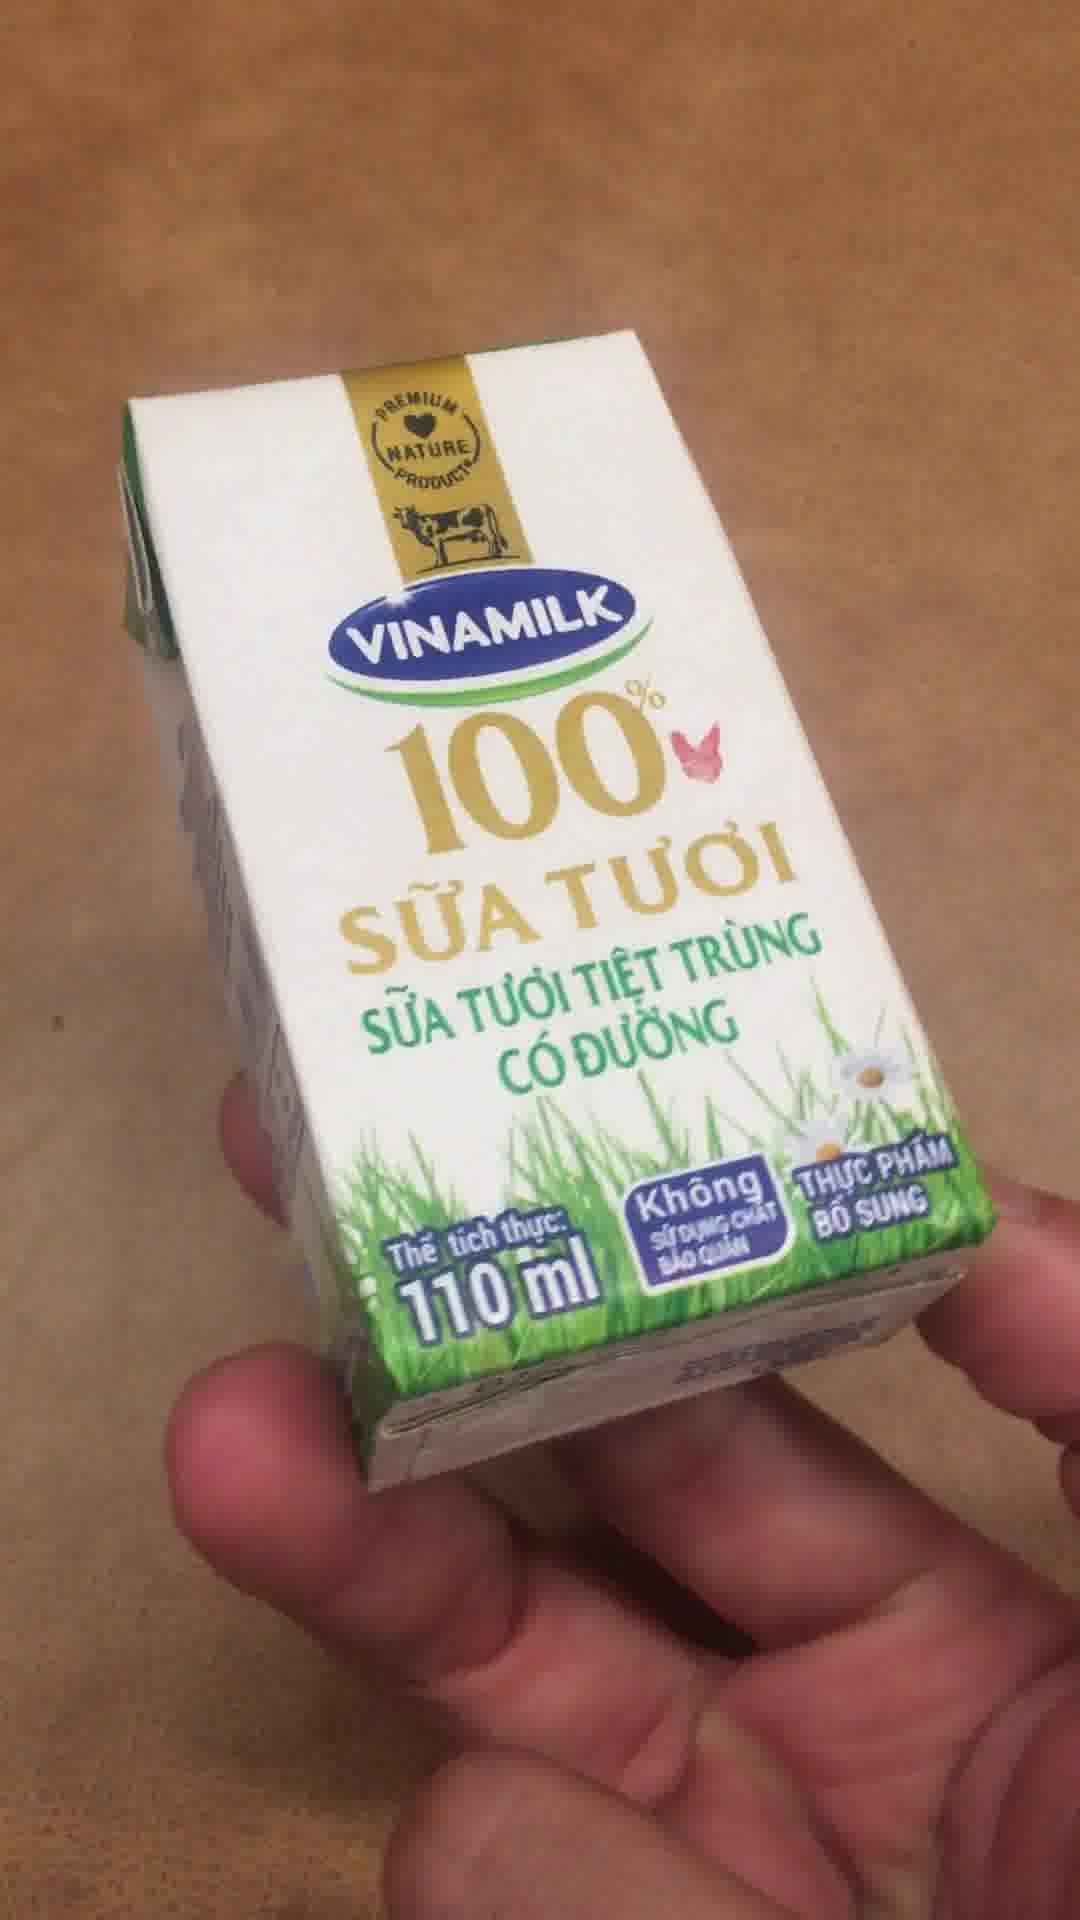 PREMIUM
NATURE
PRODUCT
VINAMILK
100%
SỮA TƯƠI
SỮA TƯƠI TIỆT TRÙNG
CÓ ĐƯỜNG
Thể tích thực:
110 ml
Không
SỬ DỤNG CHẤT
BẢO QUẢN
THỰC PHẨM
BỔ SUNG